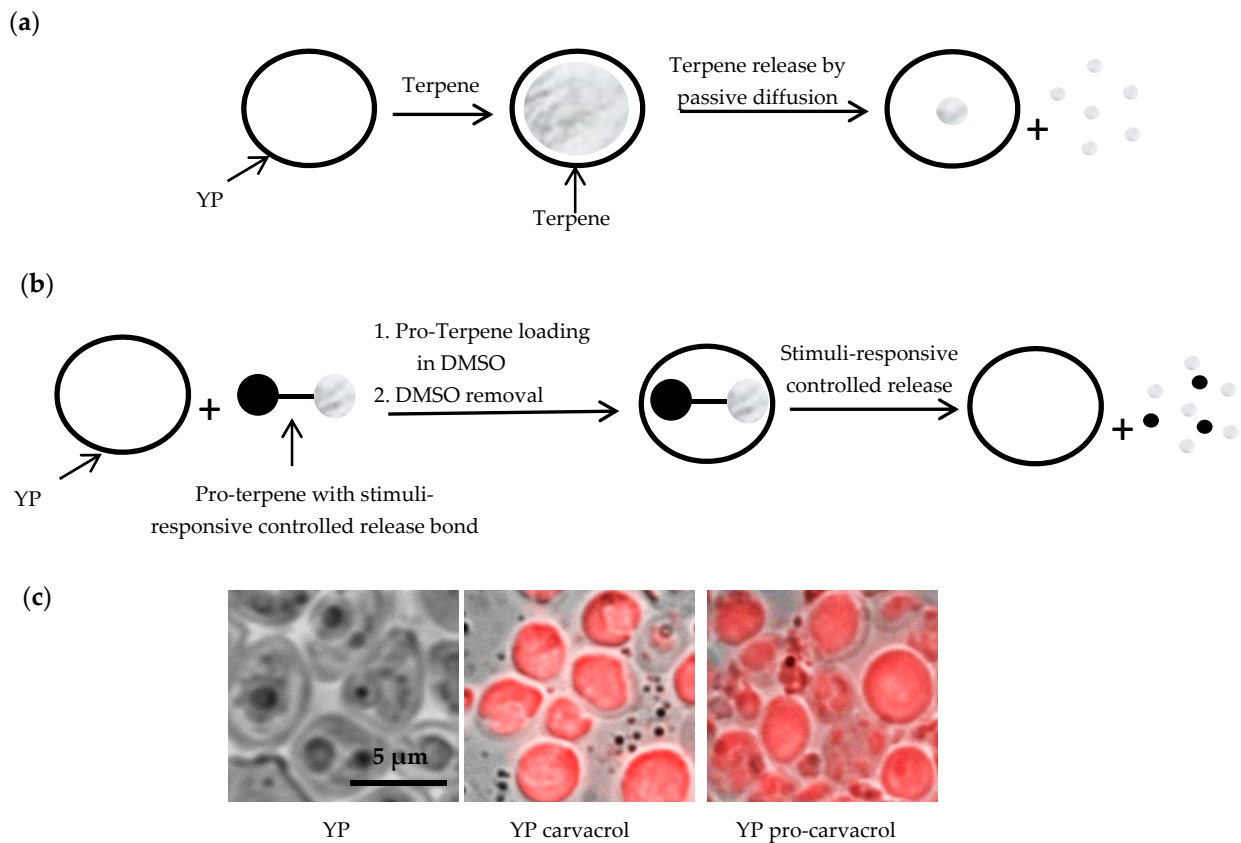 (a)
Terpene
Terpene release by
passive diffusion
+
YP
Terpene
(b)
1. Pro-Terpene loading
in DMSO
2. DMSO removal
Stimuli-responsive
controlled release
+
+
YP
Pro-terpene with stimuli-
responsive controlled release bond
(c)
5 µm
YP
YP carvacrol
YP pro-carvacrol